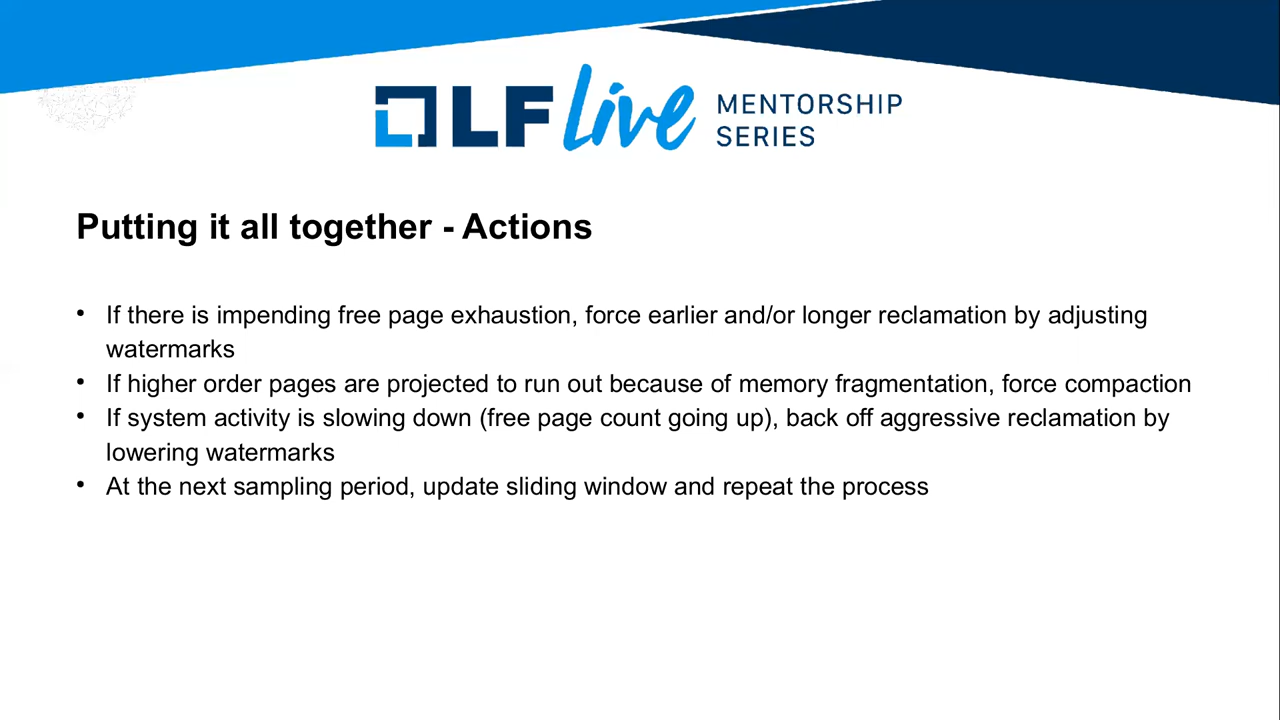 LF Live MENTORSHIP
SERIES
Putting it all together - Actions
• If there is impending free page exhaustion, force earlier and/or longer reclamation by adjusting
watermarks
• If higher order pages are projected to run out because of memory fragmentation, force compaction
• If system activity is slowing down (free page count going up), back off aggressive reclamation by
lowering watermarks
• At the next sampling period, update sliding window and repeat the process